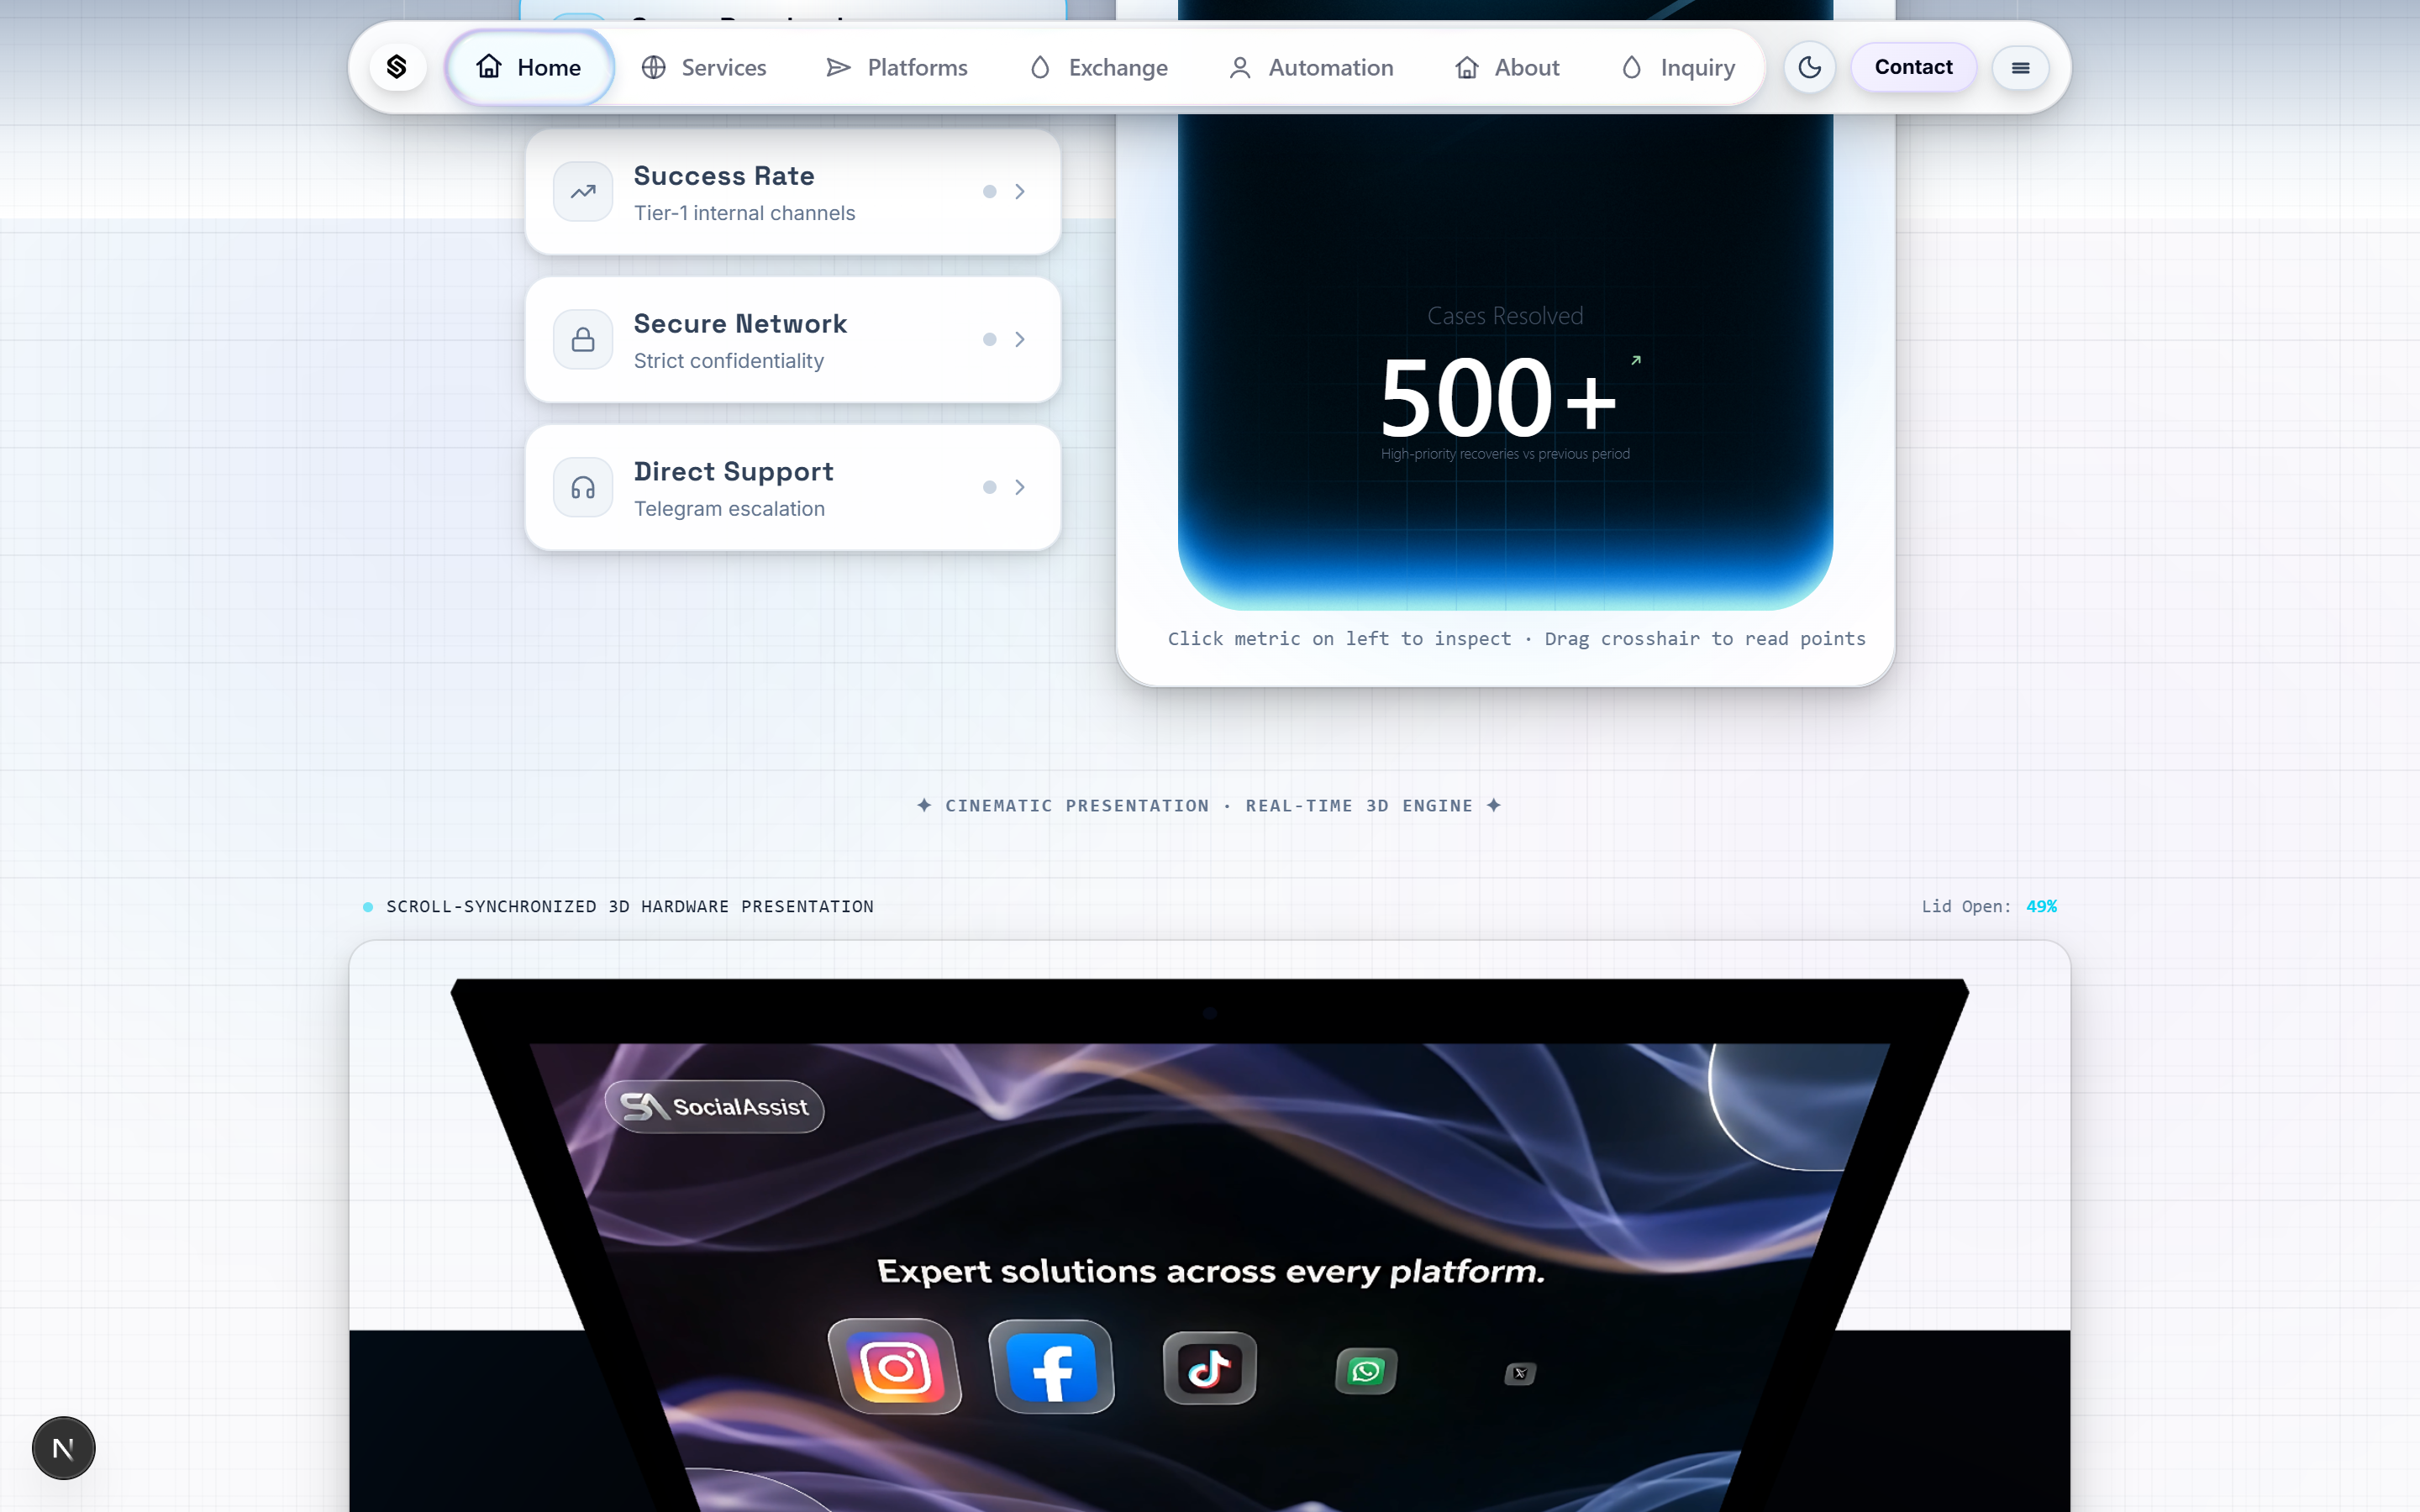 Home
Services
Platforms
Exchange
Automation
About
Inquiry
Contact
Success Rate
Tier-1 internal channels
Secure Network
Strict confidentiality
Direct Support
Telegram escalation
Cases Resolved
500+
High-priority recoveries vs previous period
Click metric on left to inspect · Drag crosshair to read points
✦ CINEMATIC PRESENTATION · REAL-TIME 3D ENGINE ✦
SCROLL-SYNCHRONIZED 3D HARDWARE PRESENTATION
Lid Open: 49%
SA SocialAssist
Expert solutions across every platform.
N